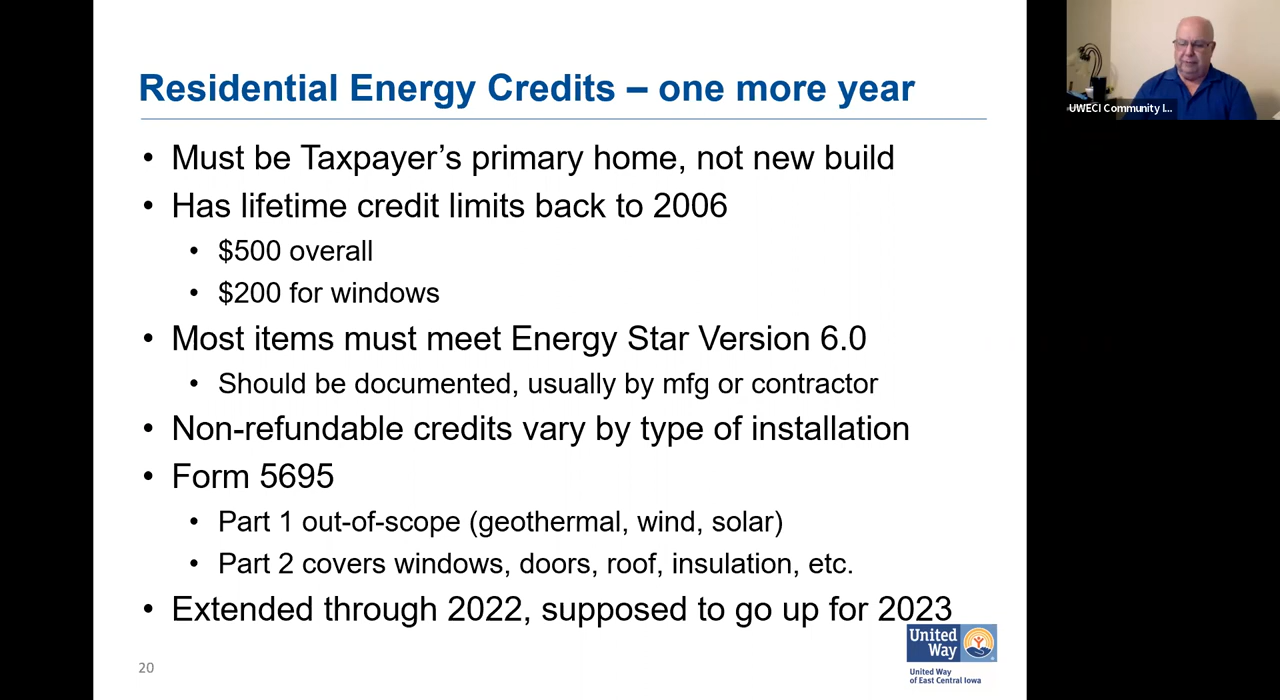 Residential Energy Credits – one more year
• Must be Taxpayer’s primary home, not new build
• Has lifetime credit limits back to 2006
• $500 overall
• $200 for windows
• Most items must meet Energy Star Version 6.0
• Should be documented, usually by mfg or contractor
• Non-refundable credits vary by type of installation
• Form 5695
• Part 1 out-of-scope (geothermal, wind, solar)
• Part 2 covers windows, doors, roof, insulation, etc.
• Extended through 2022, supposed to go up for 2023
20
United
Way
United Way
of East Central Iowa
UWECI Community I...